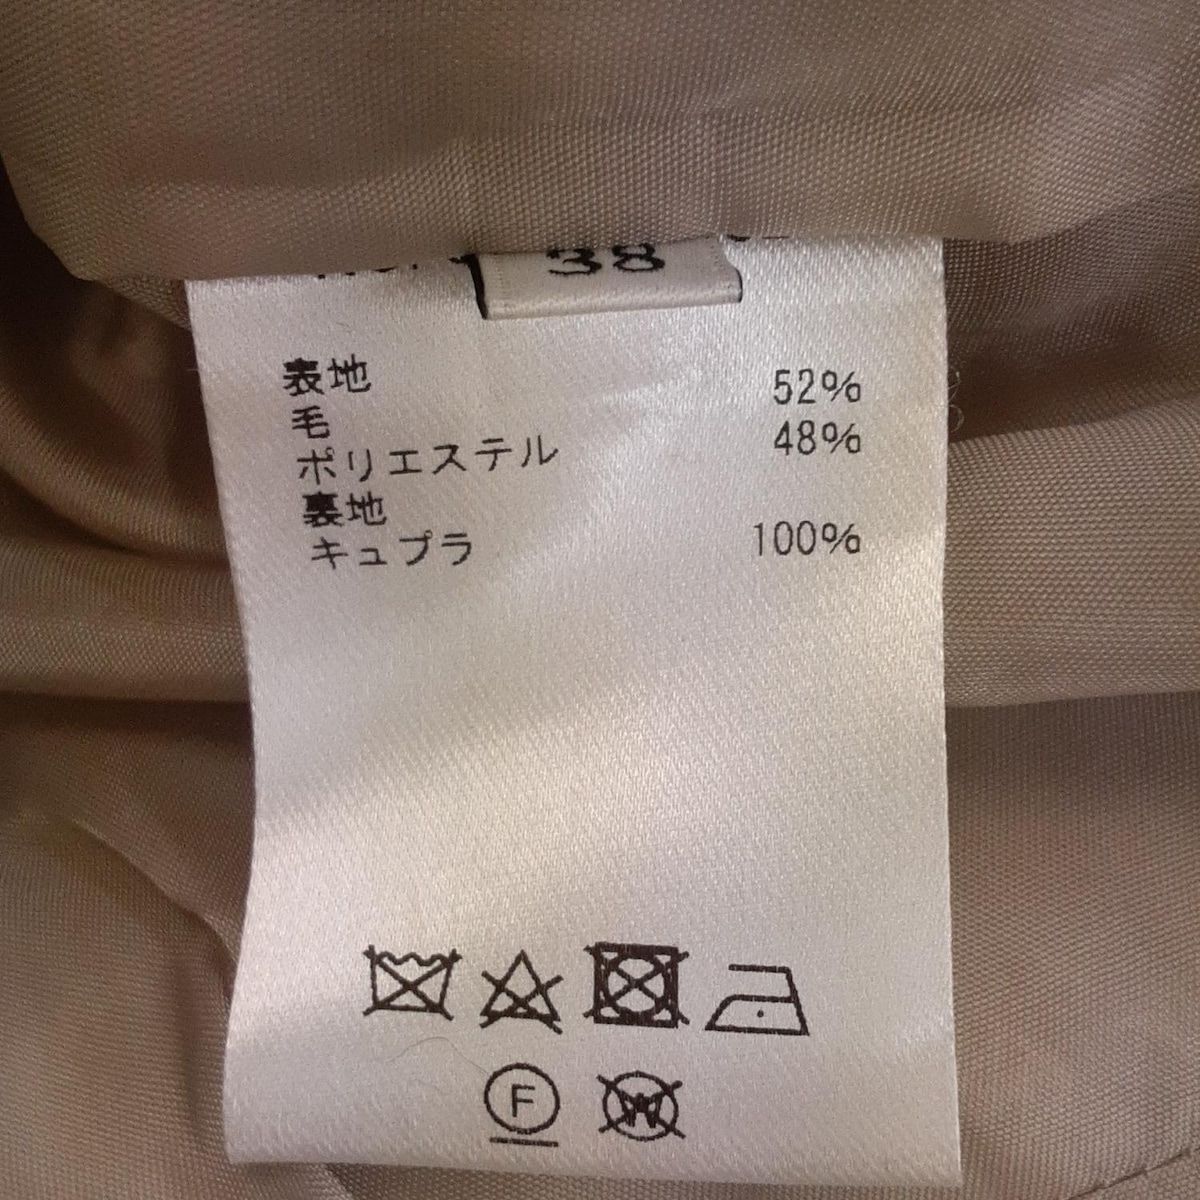 38
表地
毛 52%
ポリエステル 48%
裏地
キュプラ 100%
F
W